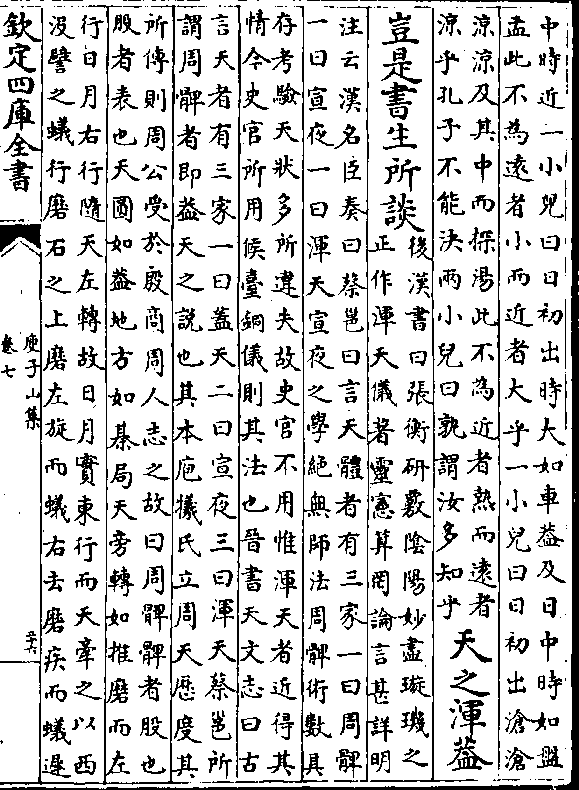 中時近一小兒曰日初出時大如車葢及日中時如盤
盂此不為遠者小而近者大乎一小兒曰日初出滄滄
涼涼及其中而探湯此不為近者熱而遠者
涼乎孔子不能決兩小兒曰孰謂汝多知乎
天之渾葢
豈是書生所談
後漢書曰張衡研覈陰陽妙盡璇璣之
正作渾天儀著靈憲算罔論言甚詳明
注云漢名臣奏曰蔡邕曰言天體者有三家一曰周髀
一曰宣夜一曰渾天宣夜之學絕無師法周髀術數具
存考驗天狀多所違失故史官不用惟渾天者近得其
情今史官所用候臺銅儀則其法也晉書天文志曰古
言天者有三家一曰蓋天二曰宣夜三曰渾天蔡邕所
謂周髀者即葢天之說也其本庖犧氏立周天歷度其
所傳則周公受於殷商周人志之故曰周髀髀者股也
股者表也天圓如葢地方如棊局天旁轉如推磨而左
行日月右行隨天左轉故日月實東行而天牽之以西
沒譬之蟻行磨石之上磨左旋而蟻右去磨疾而蟻遲
欽定四庫全書
庾子山集
卷七
二十六